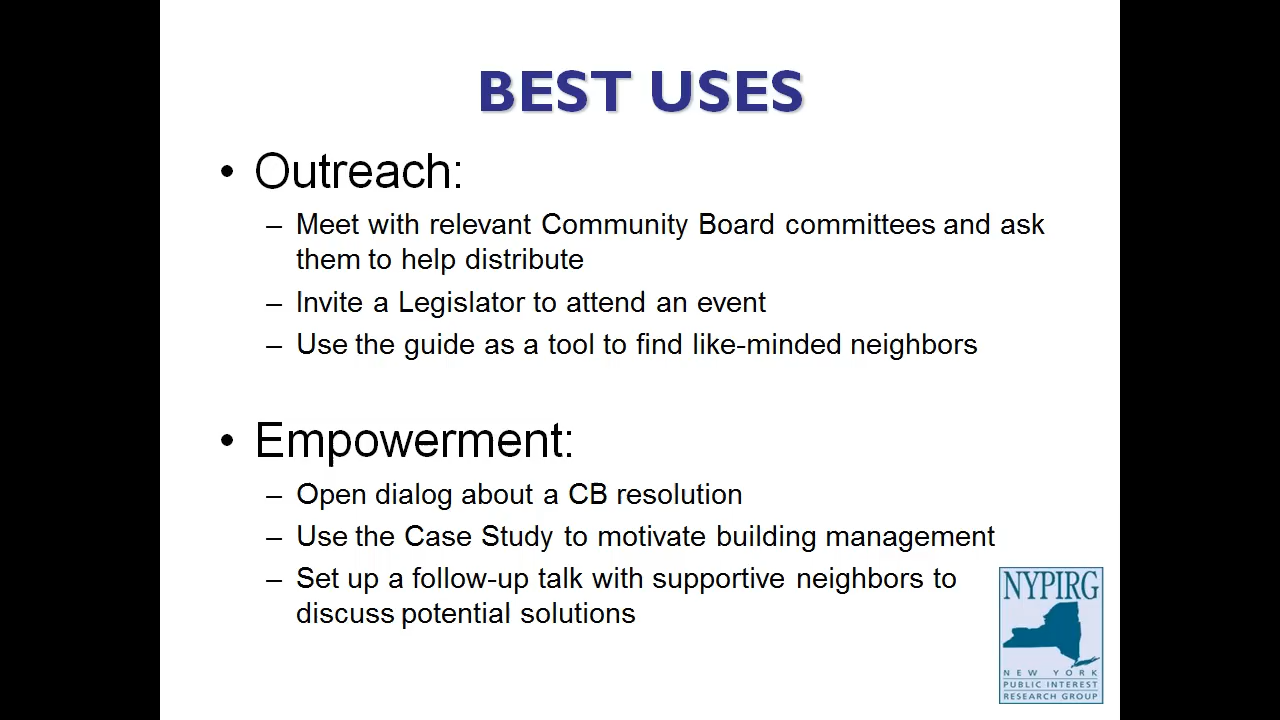 BEST USES
• Outreach:
– Meet with relevant Community Board committees and ask
them to help distribute
– Invite a Legislator to attend an event
– Use the guide as a tool to find like-minded neighbors
• Empowerment:
– Open dialog about a CB resolution
– Use the Case Study to motivate building management
– Set up a follow-up talk with supportive neighbors to
discuss potential solutions
NYPIRG
NEW YORK
PUBLIC INTEREST
RESEARCH GROUP